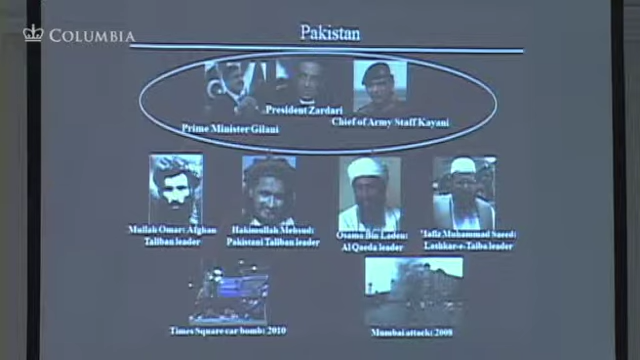 COLUMBIA
Pakistan
President Zardari
Prime Minister Gilani
Chief of Army Staff Kayani
Mullah Omar: Afghan
Taliban leader
Hakimullah Mehsud:
Pakistani Taliban leader
Osama Bin Laden:
Al Qaeda leader
Hafiz Muhammad Saeed:
Lashkar-e-Taiba leader
Times Square car bomb: 2010
Mumbai attack: 2008